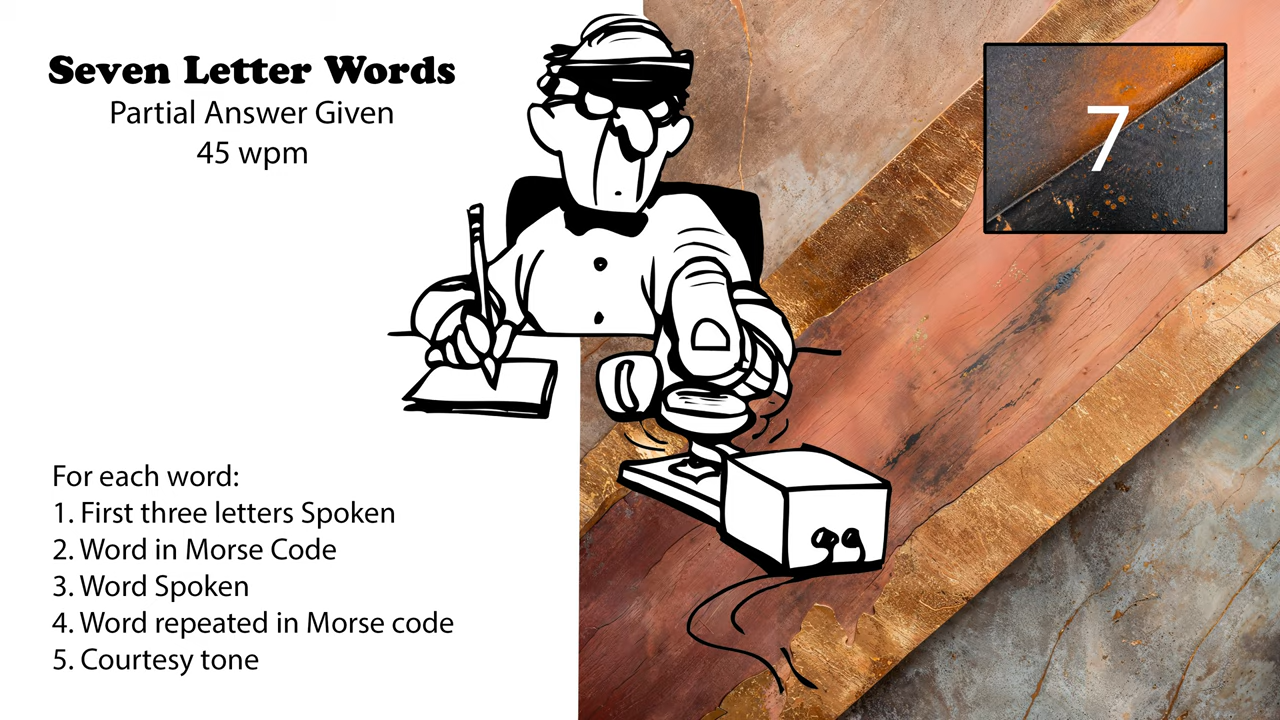 Seven Letter Words
Partial Answer Given
45 wpm
7
For each word:
1. First three letters Spoken
2. Word in Morse Code
3. Word Spoken
4. Word repeated in Morse code
5. Courtesy tone